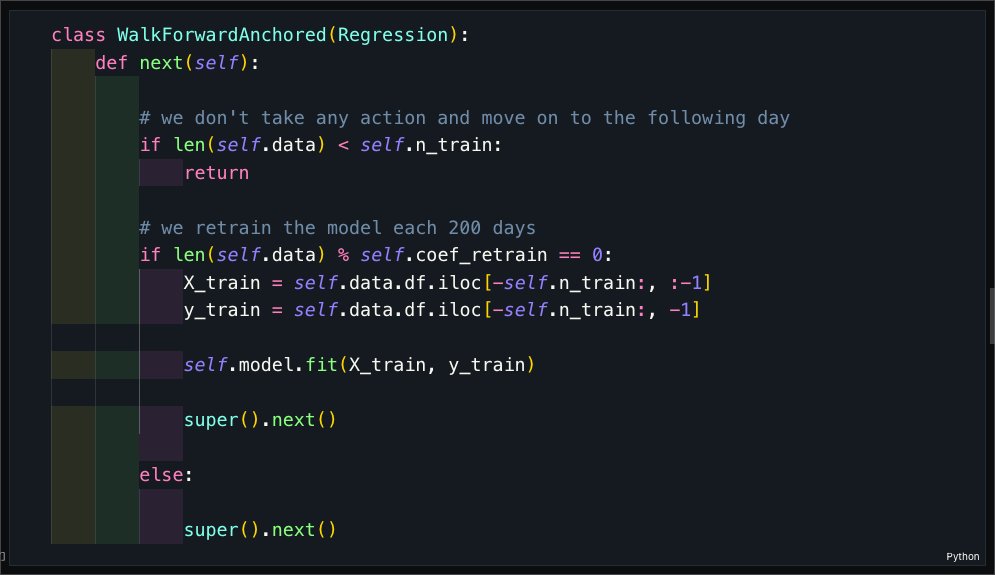 class WalkForwardAnchored(Regression):
    def next(self):

        # we don't take any action and move on to the following day
        if len(self.data) < self.n_train:
            return

        # we retrain the model each 200 days
        if len(self.data) % self.coef_retrain == 0:
            X_train = self.data.df.iloc[-self.n_train:, :-1]
            y_train = self.data.df.iloc[-self.n_train:, -1]

            self.model.fit(X_train, y_train)

            super().next()

        else:

            super().next()
Python